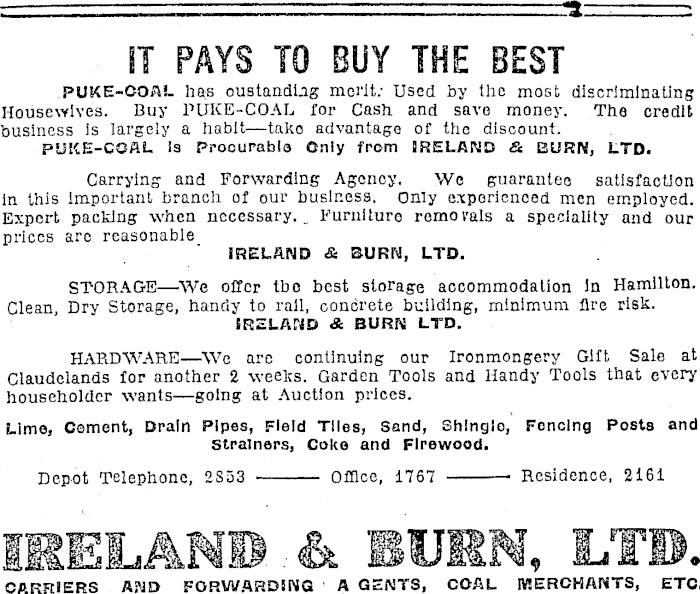 IT PAYS TO BUY THE BEST
PUKE-COAL has oustanding merit. Used by the most discriminating
Housewives. Buy PUKE-COAL for Cash and save money. The credit
business is largely a habit—take advantage of the discount.
PUKE-COAL is Procurable Only from IRELAND & BURN, LTD.
Carrying and Forwarding Agency. We guarantee satisfaction
in this important branch of our business. Only experienced men employed.
Expert packing when necessary. Furniture removals a speciality and our
prices are reasonable
IRELAND & BURN, LTD.
STORAGE—We offer the best storage accommodation in Hamilton.
Clean, Dry Storage, handy to rail, concrete building, minimum fire risk.
IRELAND & BURN LTD.
HARDWARE—We are continuing our Ironmongery Gift Sale at
Claudelands for another 2 weeks. Garden Tools and Handy Tools that every
householder wants—going at Auction prices.
Lime, Cement, Drain Pipes, Field Tiles, Sand, Shingle, Fencing Posts and
Strainers, Coke and Firewood.
Depot Telephone, 2853 —— Office, 1767 —— Residence, 2161
IRELAND & BURN, LTD.
CARRIERS AND FORWARDING AGENTS, COAL MERCHANTS, ETC.